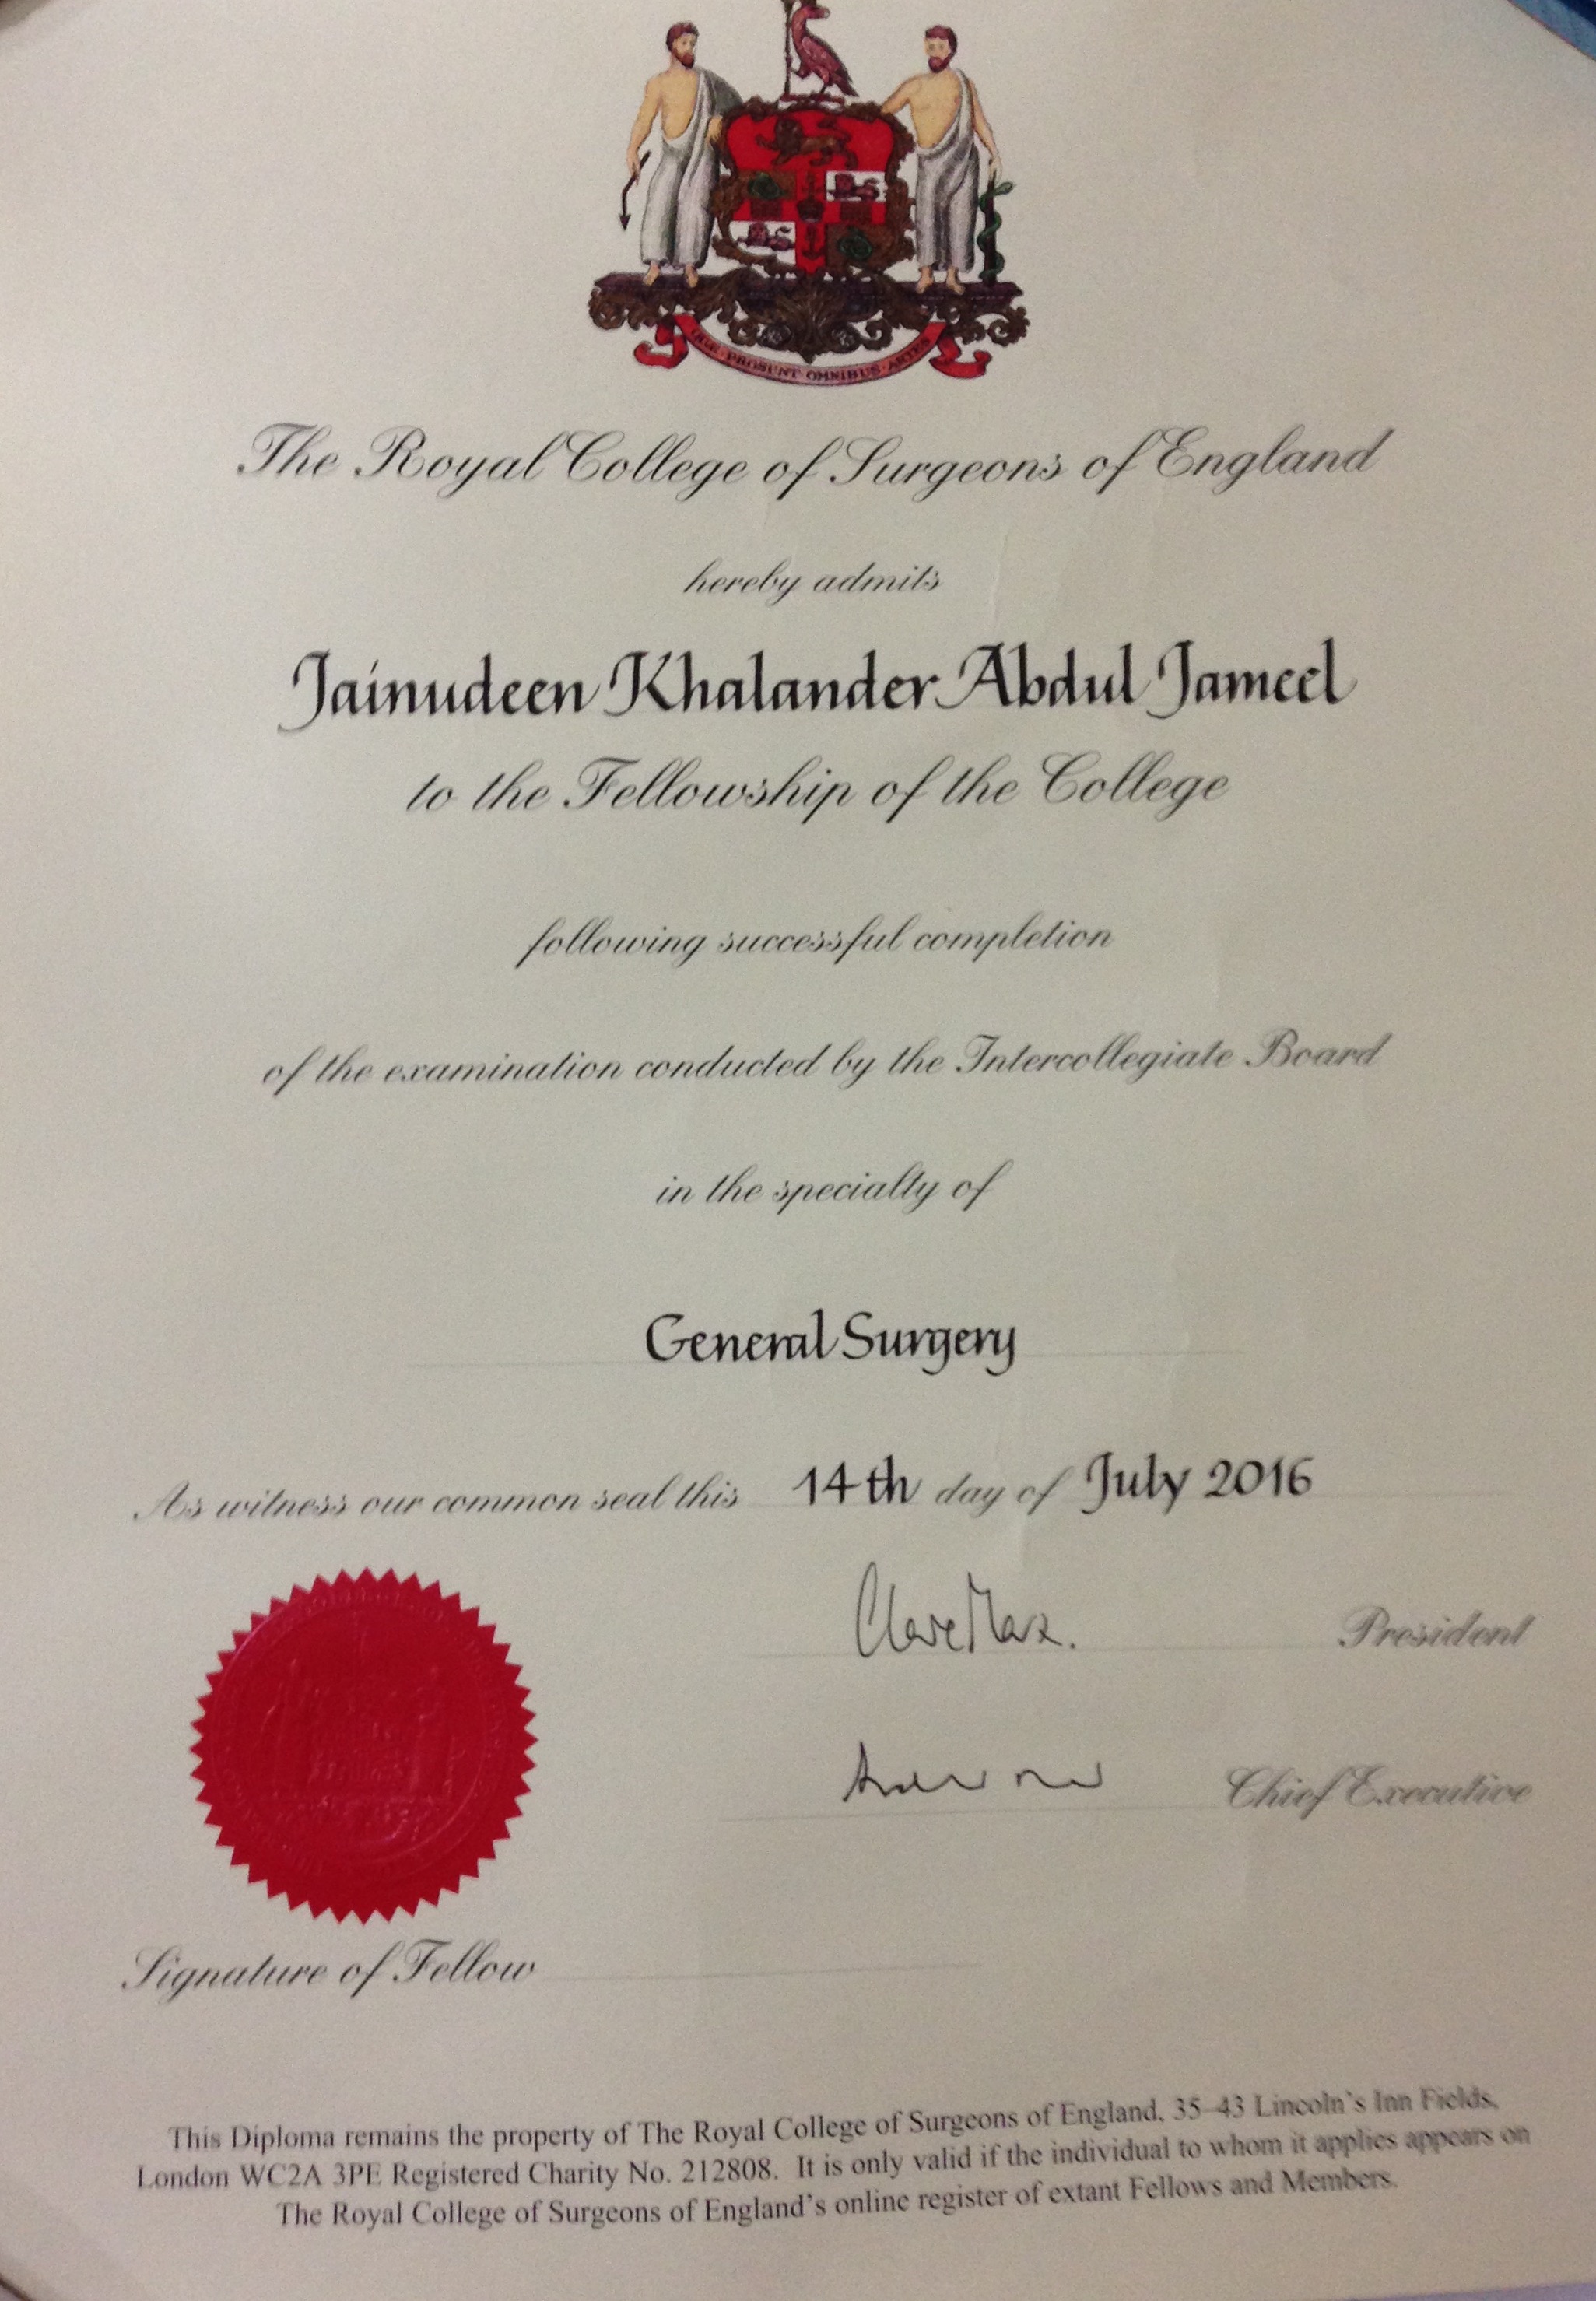 QUAE PROSUNT OMNIBUS ARTES
The Royal College of Surgeons of England
hereby admits
Jainudeen Khalander Abdul Jameel
to the Fellowship of the College
following successful completion
of the examination conducted by the Intercollegiate Board
in the specialty of
General Surgery
As witness our common seal this 14th day of July 2016
Clare Marx. President
Chief Executive
Signature of Fellow
This Diploma remains the property of The Royal College of Surgeons of England, 35–43 Lincoln's Inn Fields,
London WC2A 3PE Registered Charity No. 212808. It is only valid if the individual to whom it applies appears on
The Royal College of Surgeons of England's online register of extant Fellows and Members.